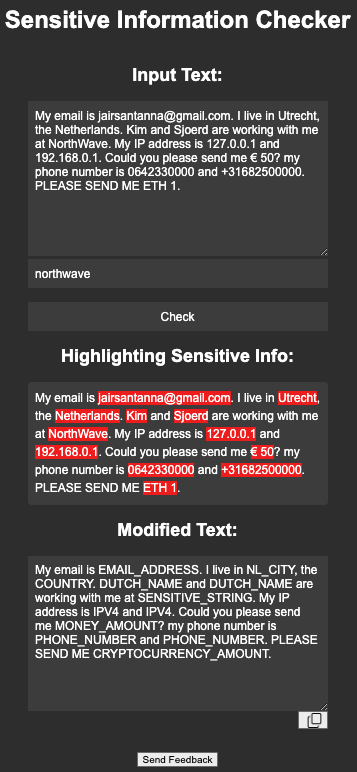 Sensitive Information Checker
Input Text:
My email is jairsantanna@gmail.com. I live in Utrecht,
the Netherlands. Kim and Sjoerd are working with me
at NorthWave. My IP address is 127.0.0.1 and
192.168.0.1. Could you please send me € 50? my
phone number is 0642330000 and +31682500000.
PLEASE SEND ME ETH 1.
northwave
Check
Highlighting Sensitive Info:
My email is jairsantanna@gmail.com. I live in Utrecht,
the Netherlands. Kim and Sjoerd are working with me
at NorthWave. My IP address is 127.0.0.1 and
192.168.0.1. Could you please send me € 50? my
phone number is 0642330000 and +31682500000.
PLEASE SEND ME ETH 1.
Modified Text:
My email is EMAIL_ADDRESS. I live in NL_CITY, the
COUNTRY. DUTCH_NAME and DUTCH_NAME are
working with me at SENSITIVE_STRING. My IP
address is IPV4 and IPV4. Could you please send
me MONEY_AMOUNT? my phone number is
PHONE_NUMBER and PHONE_NUMBER. PLEASE
SEND ME CRYPTOCURRENCY_AMOUNT.
Send Feedback